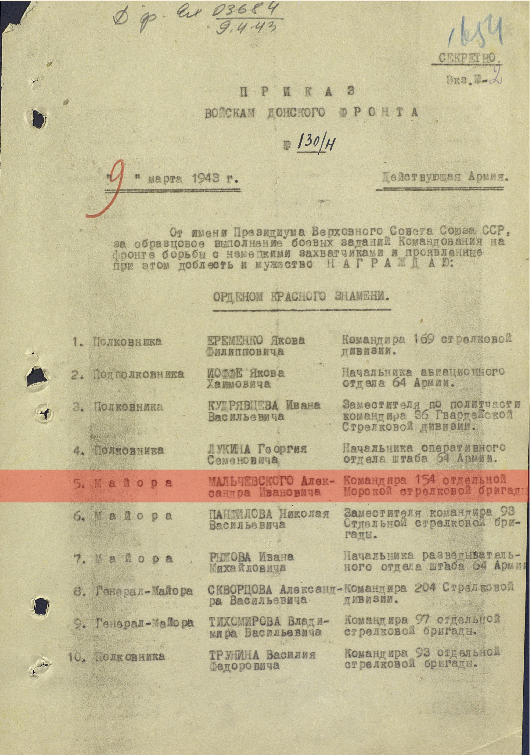 03684
9.4.43
1654
СЕКРЕТНО.
Экз.№-2
ПРИКАЗ
ВОЙСКАМ ДОНСКОГО ФРОНТА
№ 130/н
"9" марта 1943 г. Действующая Армия.
От имени Президиума Верховного Совета Союза ССР,
за образцовое выполнение боевых заданий Командования на
фронте борьбы с немецкими захватчиками и проявленные
при этом доблесть и мужество НАГРАЖДАЮ:
ОРДЕНОМ КРАСНОГО ЗНАМЕНИ.
1. Полковника ЕРЕМЕНКО Якова Командира 169 стрелковой
Филипповича дивизии.
2. Подполковника ИОФФЕ Якова Начальника авиационного
Хаимовича отдела 64 Армии.
3. Полковника КУДРЯВЦЕВА Ивана Заместителя по политчасти
Васильевича командира 36 Гвардейской
Стрелковой дивизии.
4. Полковника ЛУКИНА Георгия Начальника оперативного
Семеновича отдела штаба 64 Армии.
5. Майора МАЛЬЧЕВСКОГО Алек- Командира 154 отдельной
сандра Ивановича Морской стрелковой бригады
6. Майора ПАНФИЛОВА Николая Заместителя командира 93
Васильевича Отдельной стрелковой бри-
гады.
7. Майора РЫЖОВА Ивана Начальника разведыватель-
Михайловича ного отдела штаба 64 Армии
8. Генерал-Майора СКВОРЦОВА Александ- Командира 204 Стрелковой
ра Васильевича дивизии.
9. Генерал-Майора ТИХОМИРОВА Влади- Командира 97 отдельной
мира Васильевича стрелковой бригады.
10. Полковника ТРУНИНА Василия Командира 93 отдельной
Федоровича стрелковой бригады.